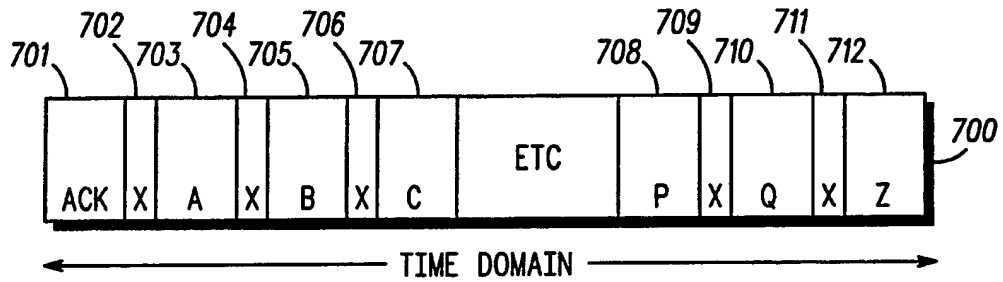 701 702 703 704 705 706 707 708 709 710 711 712
700
ETC
ACK X A X B X C P X Q X Z
TIME DOMAIN